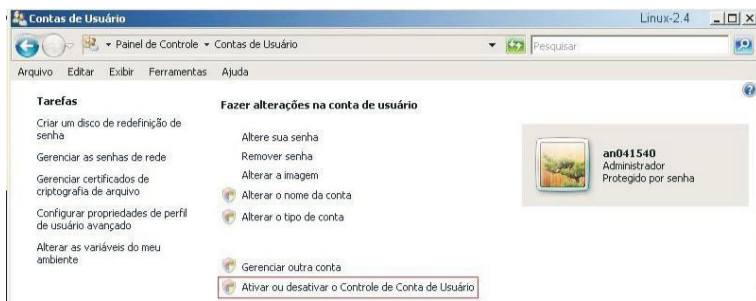 Contas de Usuário
Linux-2.4
Painel de Controle
Contas de Usuário
Pesquisar
Arquivo Editar Exibir Ferramentas Ajuda
Tarefas
Criar um disco de redefinição de
senha
Gerenciar as senhas de rede
Gerenciar certificados de
criptografia de arquivo
Configurar propriedades de perfil
de usuário avançado
Alterar as variáveis do meu
ambiente
Fazer alterações na conta de usuário
Altere sua senha
Remover senha
Alterar a imagem
Alterar o nome da conta
Alterar o tipo de conta
Gerenciar outra conta
Ativar ou desativar o Controle de Conta de Usuário
an041540
Administrador
Protegido por senha